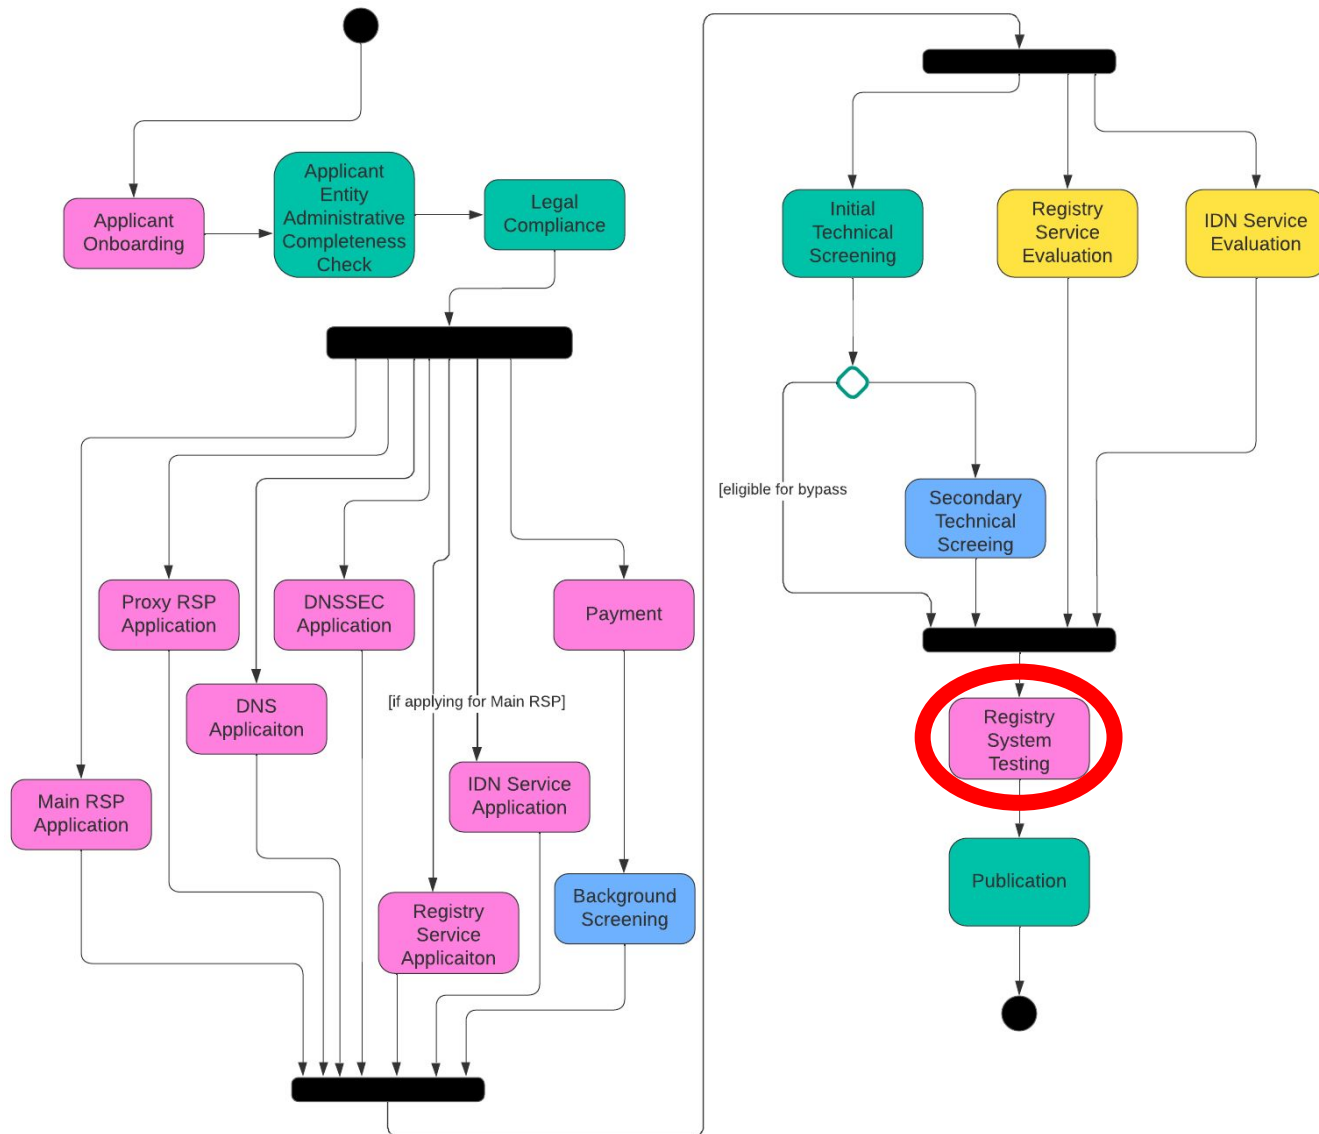 Applicant
Onboarding
Applicant
Entity
Administrative
Completeness
Check
Legal
Compliance
Proxy RSP
Application
DNSSEC
Application
Payment
DNS
Applicaiton
[if applying for Main RSP]
Main RSP
Application
IDN Service
Application
Registry
Service
Applicaiton
Background
Screening
Initial
Technical
Screening
Registry
Service
Evaluation
IDN Service
Evaluation
[eligible for bypass
Secondary
Technical
Screeing
Registry
System
Testing
Publication